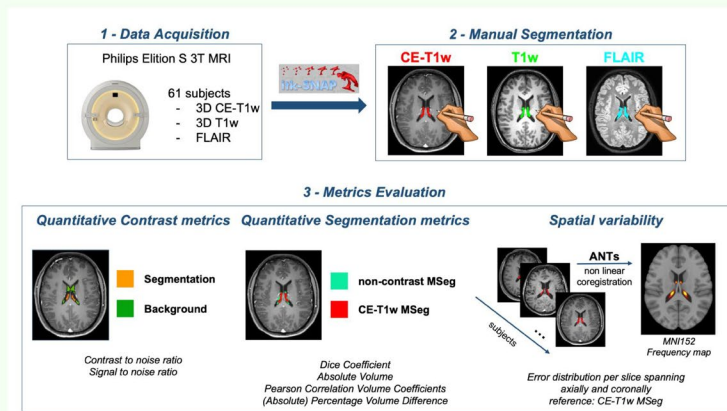 1 - Data Acquisition
Philips Elition S 3T MRI
61 subjects
- 3D CE-T1w
- 3D T1w
- FLAIR
itk-SNAP
2 - Manual Segmentation
CE-T1w
T1w
FLAIR
3 - Metrics Evaluation
Quantitative Contrast metrics
Segmentation
Background
Contrast to noise ratio
Signal to noise ratio
Quantitative Segmentation metrics
non-contrast MSeg
CE-T1w MSeg
Dice Coefficient
Absolute Volume
Pearson Correlation Volume Coefficients
(Absolute) Percentage Volume Difference
Spatial variability
subjects
...
ANTs
non linear
coregistration
MNI152
Frequency map
Error distribution per slice spanning
axially and coronally
reference: CE-T1w MSeg